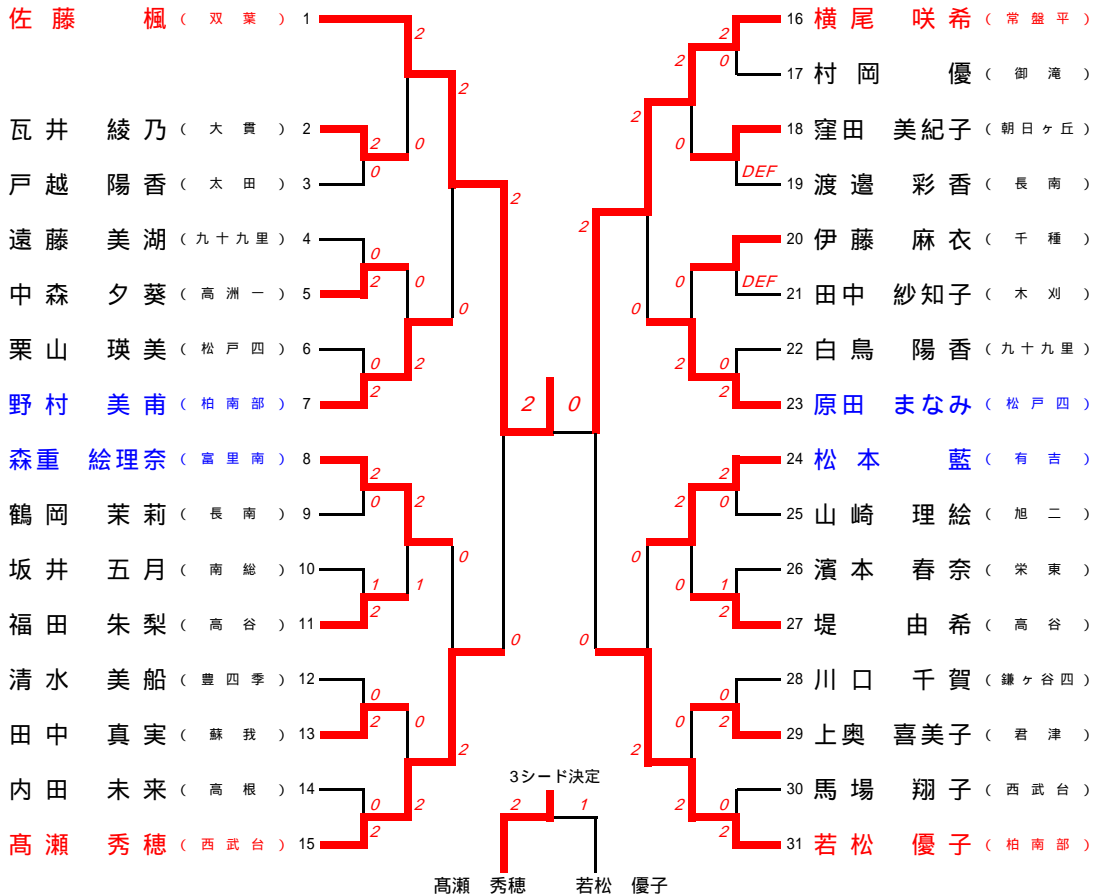 佐藤 楓 (双葉) 1
瓦井 綾乃 (大貫) 2
戸越 陽香 (太田) 3
遠藤 美湖 (九十九里) 4
中森 夕葵 (高洲一) 5
栗山 瑛美 (松戸四) 6
野村 美甫 (柏南部) 7
森重 絵理奈 (富里南) 8
鶴岡 茉莉 (長南) 9
坂井 五月 (南総) 10
福田 朱梨 (高谷) 11
清水 美船 (豊四季) 12
田中 真実 (蘇我) 13
内田 未来 (高根) 14
髙瀬 秀穂 (西武台) 15
2
2
2 0
0
2
0
2 0
0
0 2
2
2
0 2
0
1 1
2
0
0
2 0
2
0 2
2
2 0
16 横尾 咲希 (常盤平)
17 村岡 優 (御滝)
18 窪田 美紀子 (朝日ヶ丘)
19 渡邉 彩香 (長南)
20 伊藤 麻衣 (千種)
21 田中 紗知子 (木刈)
22 白鳥 陽香 (九十九里)
23 原田 まなみ (松戸四)
24 松本 藍 (有吉)
25 山崎 理絵 (旭二)
26 濱本 春奈 (栄東)
27 堤 由希 (高谷)
28 川口 千賀 (鎌ヶ谷四)
29 上奥 喜美子 (君津)
30 馬場 翔子 (西武台)
31 若松 優子 (柏南部)
2
2 0
2
0
DEF
2
0
DEF
0
2 0
2
2
2 0
0
0 1
2
0
0
0 2
2
2 0
2
3シード決定
2 1
髙瀬 秀穂 若松 優子